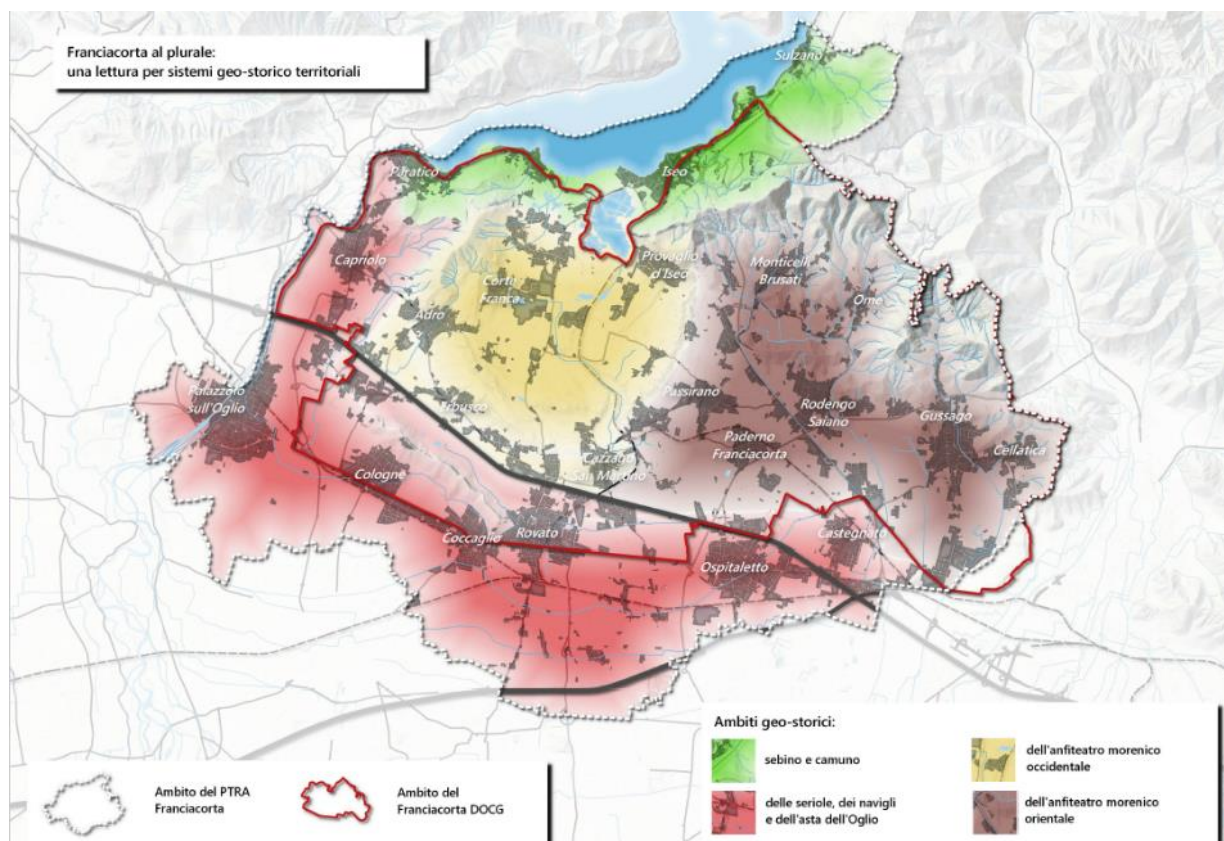 Franciacorta al plurale:
una lettura per sistemi geo-storico territoriali
Sulzano
Paratico
Iseo
Capriolo
Provaglio
d'Iseo
Monticelli
Brusati
Corte
Franca
Ome
Adro
Palazzolo
sull'Oglio
Erbusco
Passirano
Rodengo
Saiano
Gussago
Paderno
Franciacorta
Cellatica
Cazzago
San Martino
Cologne
Coccaglio
Rovato
Castegnato
Ospitaletto
Ambito del PTRA
Franciacorta
Ambito del
Franciacorta DOCG
Ambiti geo-storici:
sebino e camuno
delle seriole, dei navigli
e dell'asta dell'Oglio
dell'anfiteatro morenico
occidentale
dell'anfiteatro morenico
orientale